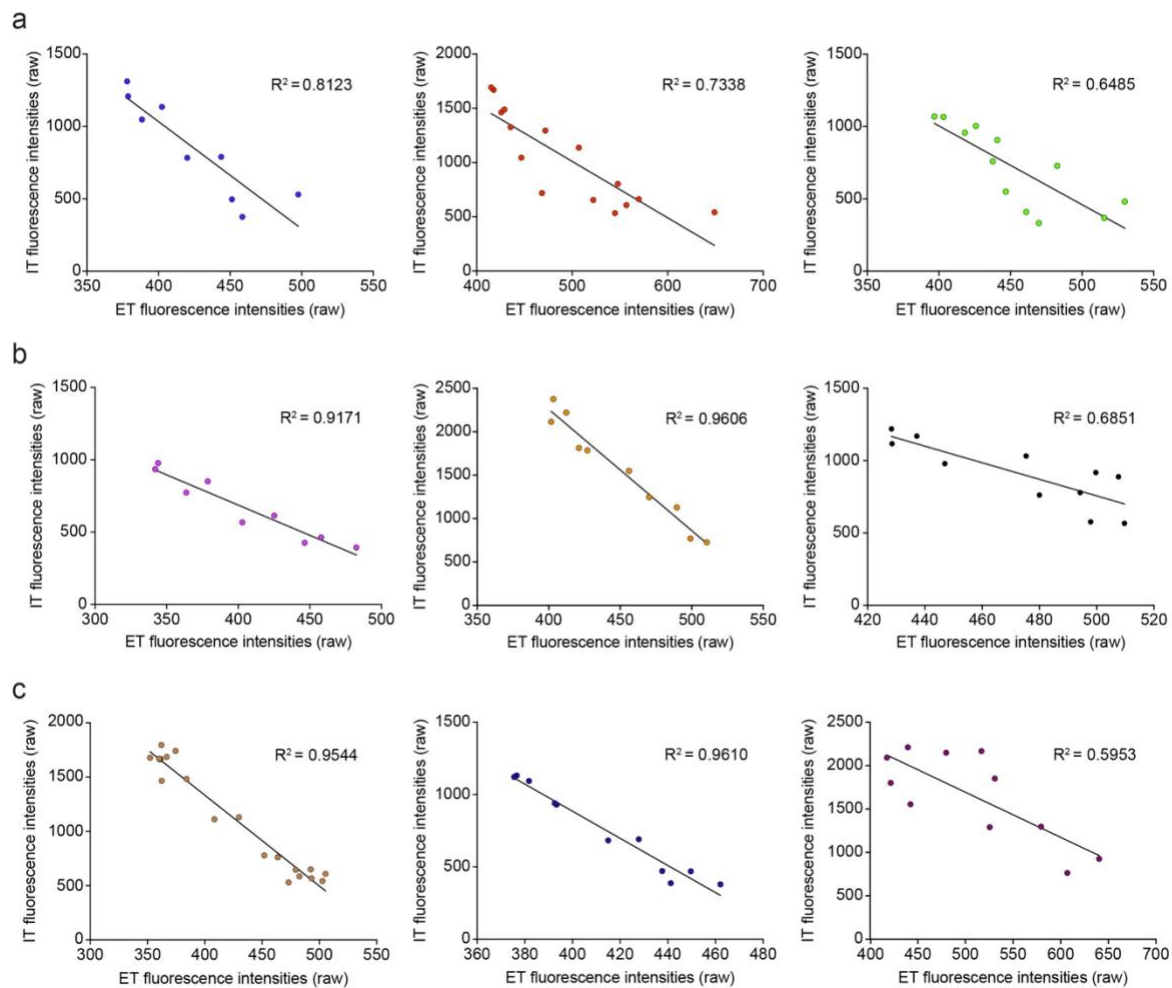 a
IT fluorescence intensities (raw)
1500
1000
500
0
R² = 0.8123
350 400 450 500 550
ET fluorescence intensities (raw)
IT fluorescence intensities (raw)
2000
1500
1000
500
0
R² = 0.7338
400 500 600 700
ET fluorescence intensities (raw)
IT fluorescence intensities (raw)
1500
1000
500
0
R² = 0.6485
350 400 450 500 550
ET fluorescence intensities (raw)
b
IT fluorescence intensities (raw)
1500
1000
500
0
R² = 0.9171
300 350 400 450 500
ET fluorescence intensities (raw)
IT fluorescence intensities (raw)
2500
2000
1500
1000
500
0
R² = 0.9606
350 400 450 500 550
ET fluorescence intensities (raw)
IT fluorescence intensities (raw)
1500
1000
500
0
R² = 0.6851
420 440 460 480 500 520
ET fluorescence intensities (raw)
c
IT fluorescence intensities (raw)
2000
1500
1000
500
0
R² = 0.9544
300 350 400 450 500 550
ET fluorescence intensities (raw)
IT fluorescence intensities (raw)
1500
1000
500
0
R² = 0.9610
360 380 400 420 440 460 480
ET fluorescence intensities (raw)
IT fluorescence intensities (raw)
2500
2000
1500
1000
500
0
R² = 0.5953
400 450 500 550 600 650 700
ET fluorescence intensities (raw)